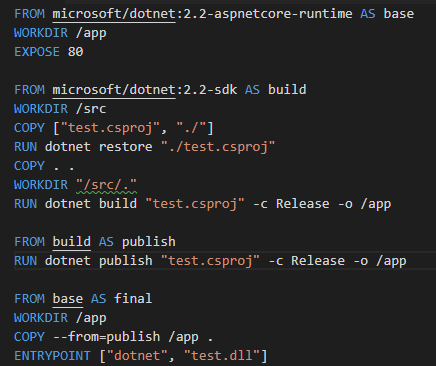 FROM microsoft/dotnet:2.2-aspnetcore-runtime AS base
WORKDIR /app
EXPOSE 80
FROM microsoft/dotnet:2.2-sdk AS build
WORKDIR /src
COPY ["test.csproj", "./"]
RUN dotnet restore "./test.csproj"
COPY . .
WORKDIR "/src/."
RUN dotnet build "test.csproj" -c Release -o /app
FROM build AS publish
RUN dotnet publish "test.csproj" -c Release -o /app
FROM base AS final
WORKDIR /app
COPY --from=publish /app .
ENTRYPOINT ["dotnet", "test.dll"]